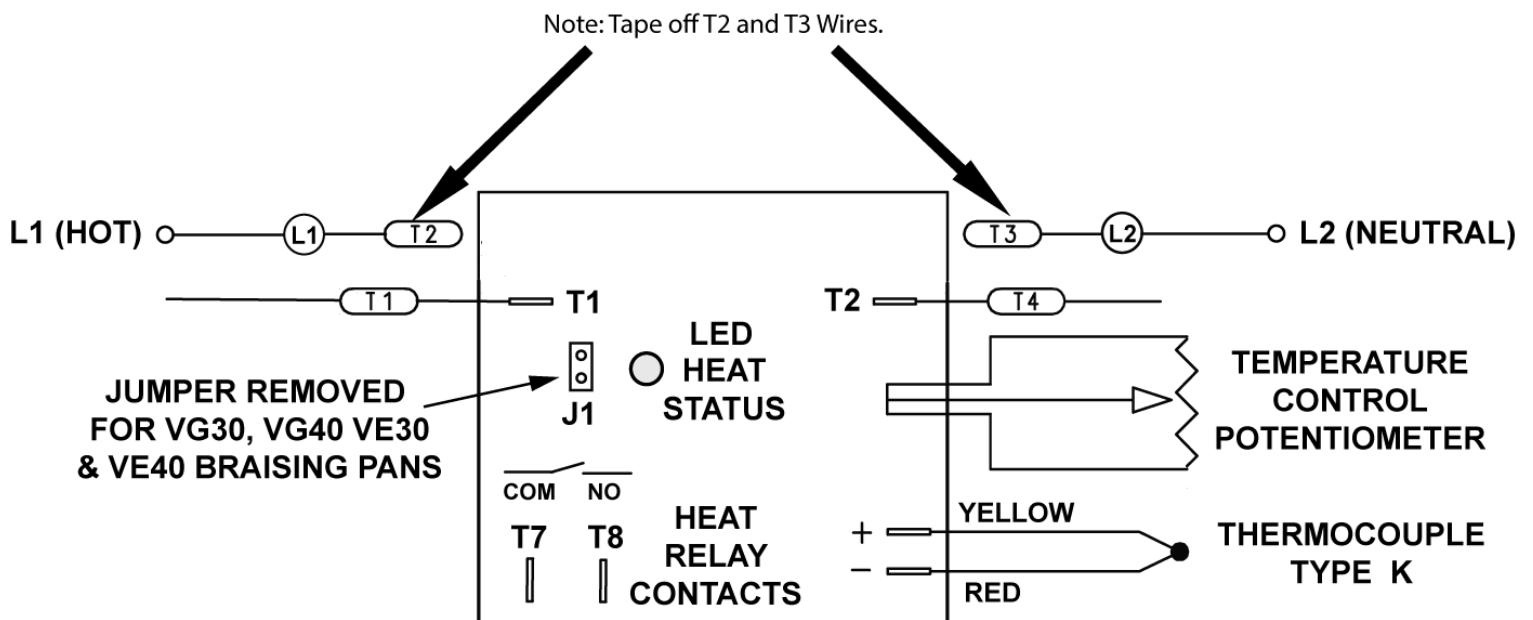 Note: Tape off T2 and T3 Wires.
L1 (HOT)
L1
T2
T3
L2
L2 (NEUTRAL)
T1
T1
T2
T4
LED
HEAT
STATUS
J1
JUMPER REMOVED
FOR VG30, VG40 VE30
& VE40 BRAISING PANS
TEMPERATURE
CONTROL
POTENTIOMETER
COM NO
T7 T8
HEAT
RELAY
CONTACTS
+ YELLOW
- RED
THERMOCOUPLE
TYPE K